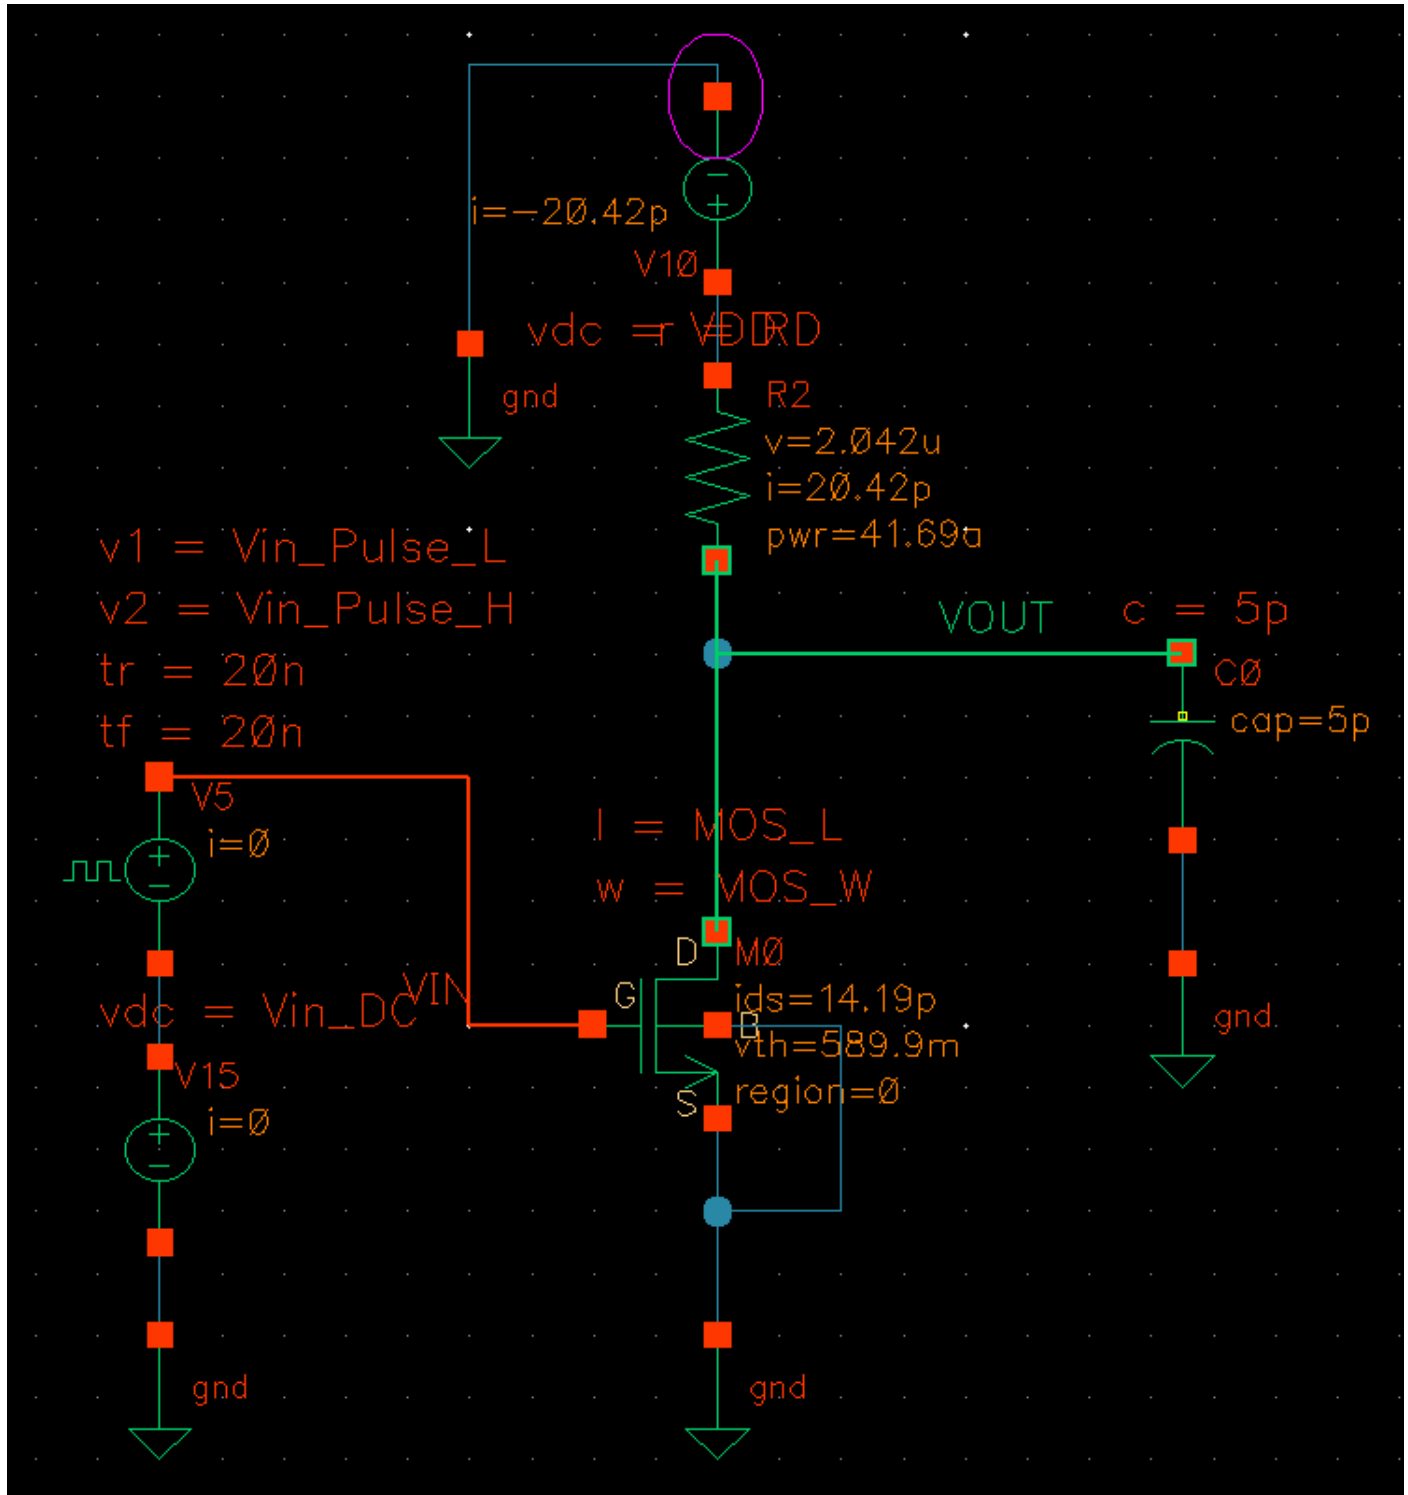 i=-20.42p
V10
vdc = VDD
r = RD
gnd
R2
v=2.042u
i=20.42p
pwr=41.69a
v1 = Vin_Pulse_L
v2 = Vin_Pulse_H
tr = 20n
tf = 20n
VOUT
c = 5p
C0
cap=5p
V5
i=0
l = MOS_L
w = MOS_W
D
M0
G
ids=14.19p
B
vth=589.9m
region=0
S
vdc = Vin_DC
VIN
V15
i=0
gnd
gnd
gnd